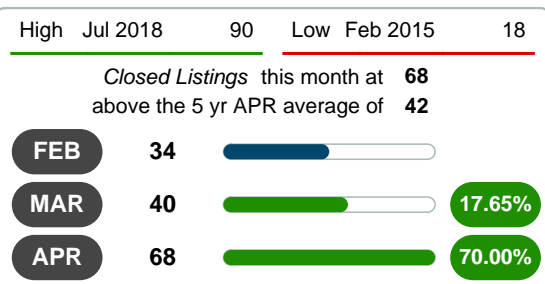 High Jul 2018 90 Low Feb 2015 18
Closed Listings this month at 68
above the 5 yr APR average of 42
FEB 34
MAR 40 17.65%
APR 68 70.00%